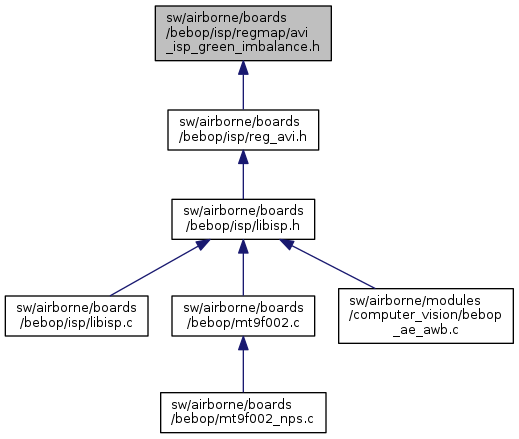 sw/airborne/boards
/bebop/isp/regmap/avi
_isp_green_imbalance.h
sw/airborne/boards
/bebop/isp/reg_avi.h
sw/airborne/boards
/bebop/isp/libisp.h
sw/airborne/boards
/bebop/isp/libisp.c
sw/airborne/boards
/bebop/mt9f002.c
sw/airborne/modules
/computer_vision/bebop
_ae_awb.c
sw/airborne/boards
/bebop/mt9f002_nps.c